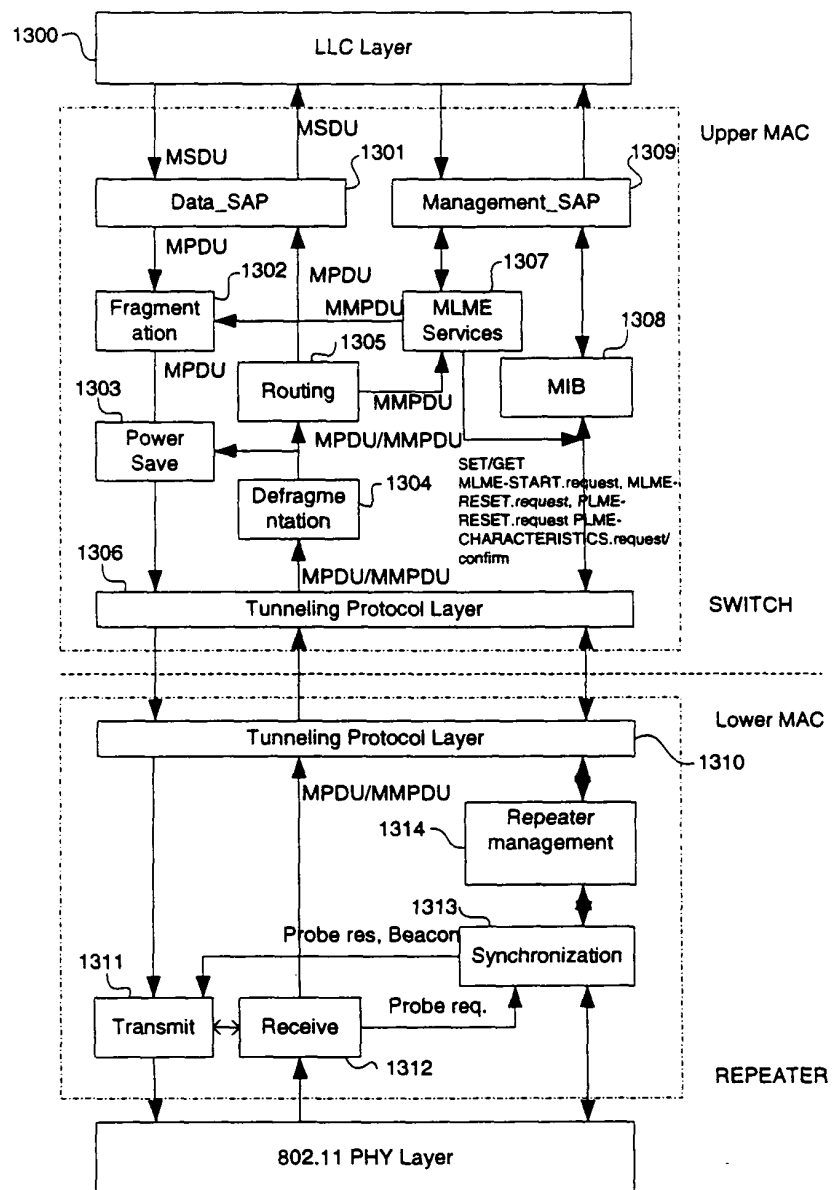 1300
LLC Layer
Upper MAC
MSDU
MSDU
1301
1309
Data_SAP
Management_SAP
MPDU
1302
MPDU
1307
Fragment
ation
MMPDU
MLME
Services
1308
1305
MPDU
Routing
MMPDU
MIB
1303
Power
Save
MPDU/MMPDU
SET/GET
MLME-START.request, MLME-
RESET.request, PLME-
RESET.request PLME-
CHARACTERISTICS.request/
confirm
Defragme
ntation
1304
1306
MPDU/MMPDU
Tunneling Protocol Layer
SWITCH
Lower MAC
Tunneling Protocol Layer
1310
MPDU/MMPDU
Repeater
management
1314
1313
Probe res, Beacon
Synchronization
1311
Transmit
Receive
Probe req.
1312
REPEATER
802.11 PHY Layer